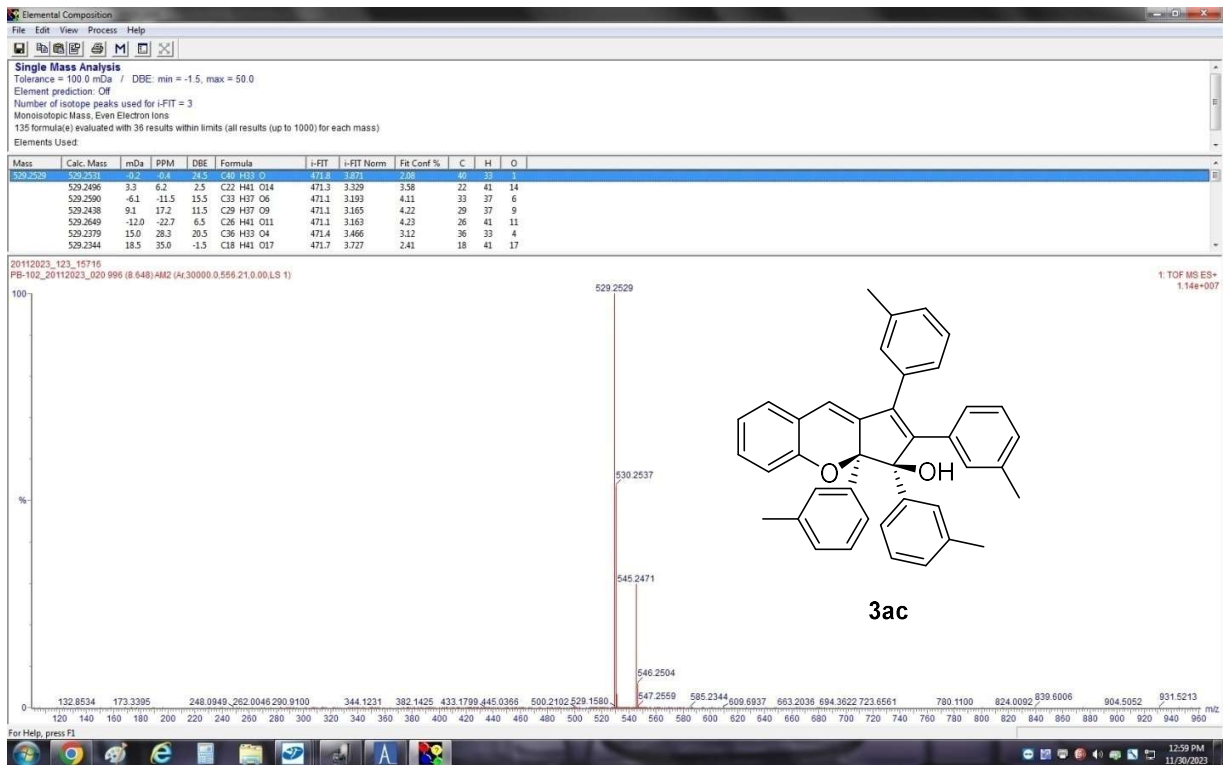 Elemental Composition
File Edit View Process Help
Single Mass Analysis
Tolerance = 100.0 mDa / DBE: min = -1.5, max = 50.0
Element prediction: Off
Number of isotope peaks used for i-FIT = 3
Monoisotopic Mass, Even Electron Ions
135 formula(e) evaluated with 36 results within limits (all results (up to 1000) for each mass)
Elements Used:
Mass Calc. Mass mDa PPM DBE Formula i-FIT i-FIT Norm Fit Conf % C H O
529.2529 529.2531 -0.2 -0.4 24.5 C40 H33 O 471.8 3.871 2.08 40 33 1
529.2496 3.3 6.2 2.5 C22 H41 O14 471.3 3.329 3.58 22 41 14
529.2590 -6.1 -11.5 15.5 C33 H37 O6 471.1 3.193 4.11 33 37 6
529.2438 9.1 17.2 11.5 C29 H37 O9 471.1 3.165 4.22 29 37 9
529.2649 -12.0 -22.7 6.5 C26 H41 O11 471.1 3.163 4.23 26 41 11
529.2379 15.0 28.3 20.5 C36 H33 O4 471.4 3.466 3.12 36 33 4
529.2344 18.5 35.0 -1.5 C18 H41 O17 471.7 3.727 2.41 18 41 17
20112023_123_15716
PB-102_20112023_020 996 (8.648) AM2 (Ar,30000.0,556.21,0.00,LS 1)
1: TOF MS ES+
1.14e+007
100
529.2529
%
530.2537
O
OH
545.2471
3ac
546.2504
547.2559
0
132.8534 173.3395 248.0949 262.0046 290.9100 344.1231 382.1425 433.1799 445.0366 500.2102 529.1580 585.2344 609.6937 663.2036 694.3622 723.6561 780.1100 824.0092 839.6006 904.5052 931.5213
m/z
120 140 160 180 200 220 240 260 280 300 320 340 360 380 400 420 440 460 480 500 520 540 560 580 600 620 640 660 680 700 720 740 760 780 800 820 840 860 880 900 920 940 960
For Help, press F1
12:59 PM
11/30/2023